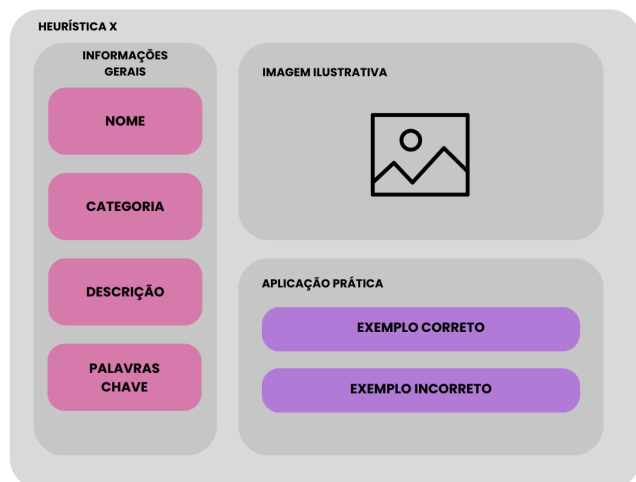 HEURÍSTICA X
INFORMAÇÕES
GERAIS
NOME
CATEGORIA
DESCRIÇÃO
PALAVRAS
CHAVE
IMAGEM ILUSTRATIVA
APLICAÇÃO PRÁTICA
EXEMPLO CORRETO
EXEMPLO INCORRETO